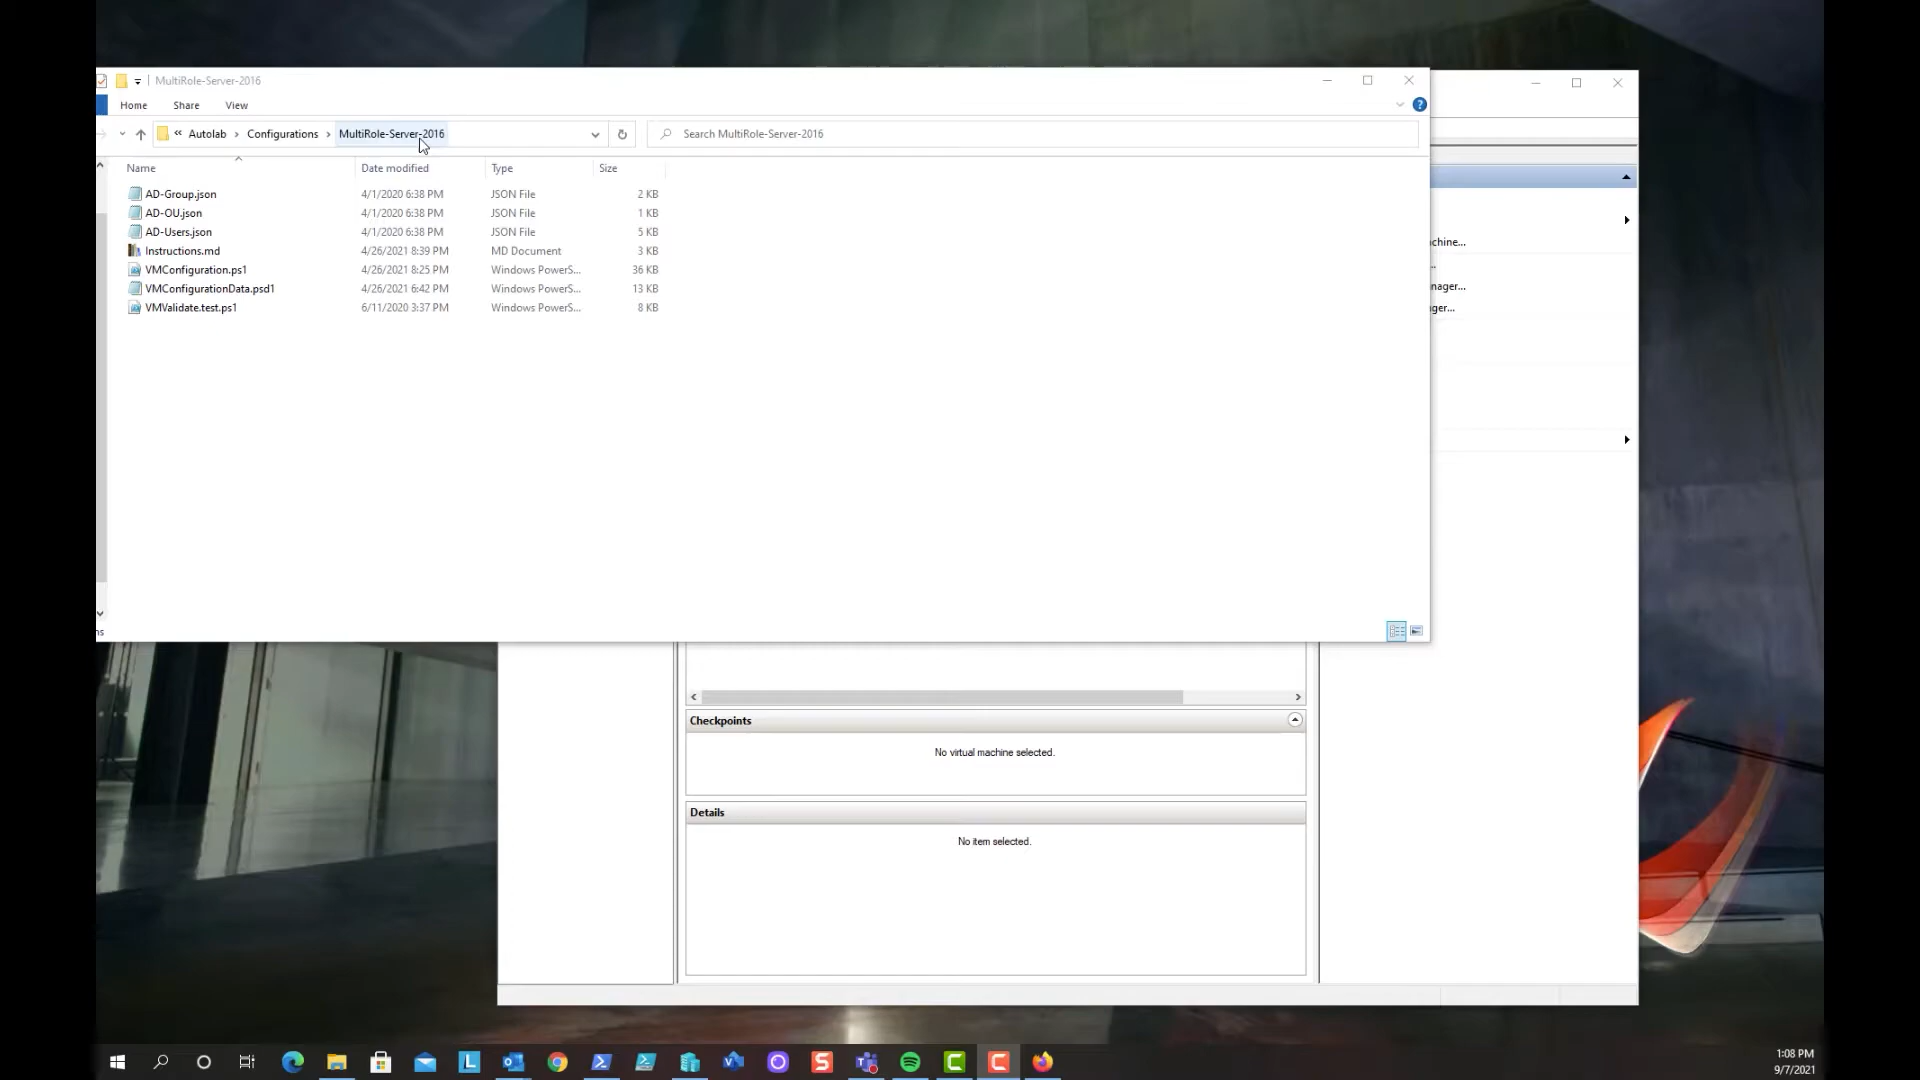 MultiRole-Server-2016
Home Share View
« Autolab › Configurations › MultiRole-Server-2016 Search MultiRole-Server-2016
Name Date modified Type Size
AD-Group.json 4/1/2020 6:38 PM JSON File 2 KB
AD-OU.json 4/1/2020 6:38 PM JSON File 1 KB
AD-Users.json 4/1/2020 6:38 PM JSON File 5 KB
Instructions.md 4/26/2021 8:39 PM MD Document 3 KB
VMConfiguration.ps1 4/26/2021 8:25 PM Windows PowerS... 36 KB
VMConfigurationData.psd1 4/26/2021 6:42 PM Windows PowerS... 13 KB
VMValidate.test.ps1 6/11/2020 3:37 PM Windows PowerS... 8 KB
chine...
nager...
ger...
ns
Checkpoints
No virtual machine selected.
Details
No item selected.
1:08 PM
9/7/2021